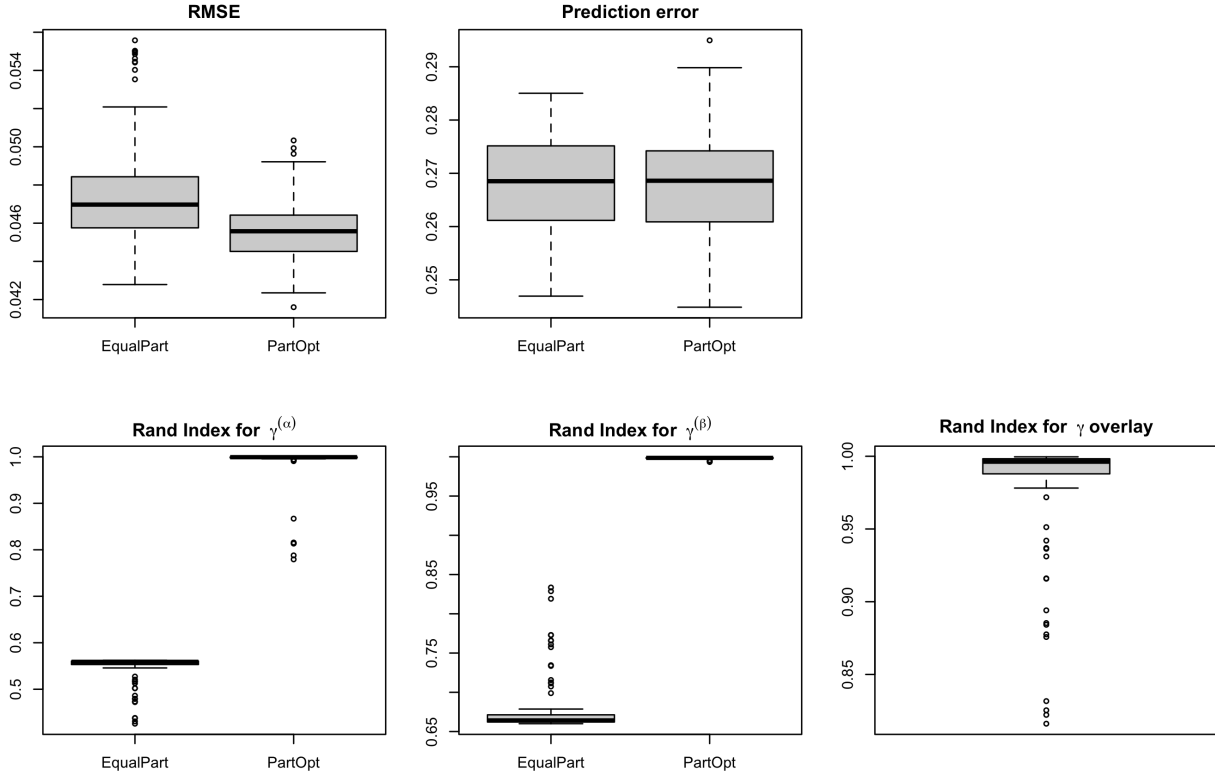 RMSE
0.054
0.050
0.046
0.042
EqualPart
PartOpt
Prediction error
0.29
0.28
0.27
0.26
0.25
EqualPart
PartOpt
Rand Index for γ(α)
1.0
0.9
0.8
0.7
0.6
0.5
EqualPart
PartOpt
Rand Index for γ(β)
0.95
0.85
0.75
0.65
EqualPart
PartOpt
Rand Index for γ overlay
1.00
0.95
0.90
0.85